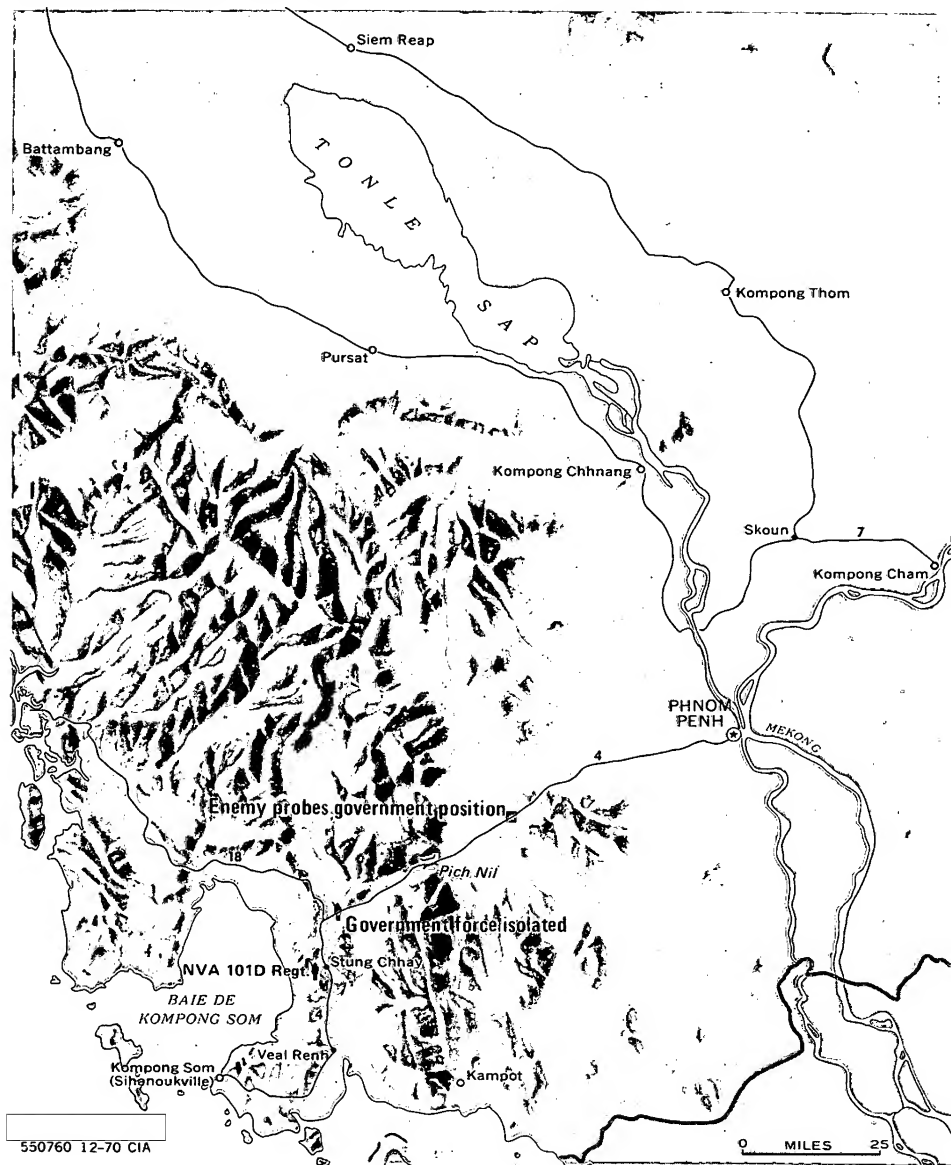 Siem Reap
Battambang
TONLE SAP
Kompong Thom
Pursat
Kompong Chhnang
Skoun
7
Kompong Cham
PHNOM
PENH
MEKONG
4
Enemy probes government position
18
Pich Nil
Government force isolated
Stung Chhay
NVA 101D Regt.
BAIE DE
KOMPONG SOM
Veal Renh
Kompong Som
(Sihanoukville)
Kampot
550760 12-70 CIA
0 MILES 25